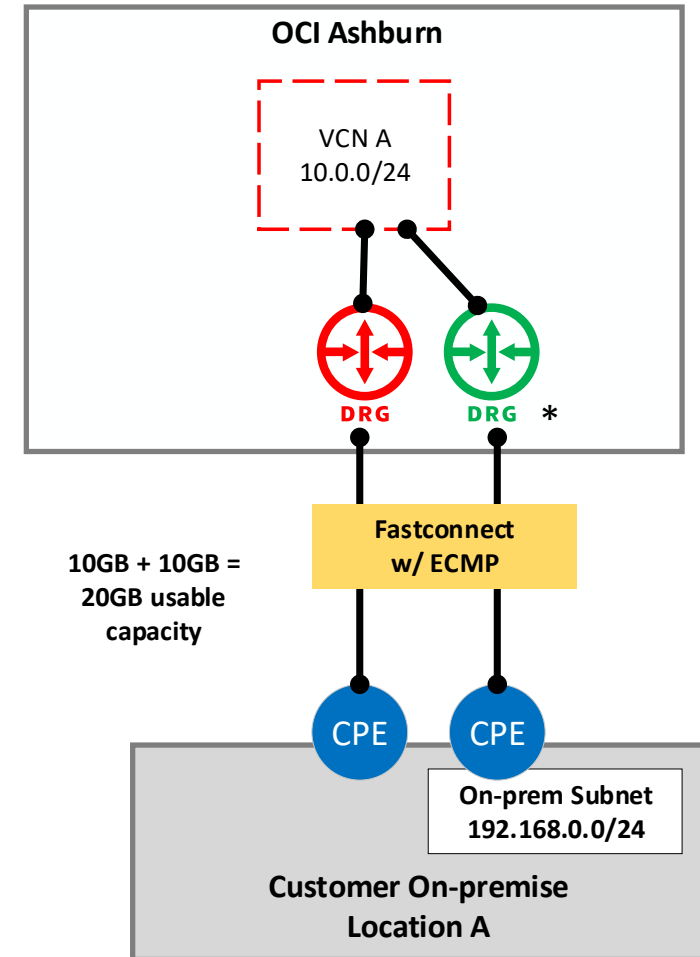 OCI Ashburn
VCN A
10.0.0/24
DRG
DRG *
Fastconnect
w/ ECMP
10GB + 10GB =
20GB usable
capacity
CPE
CPE
On-prem Subnet
192.168.0.0/24
Customer On-premise
Location A